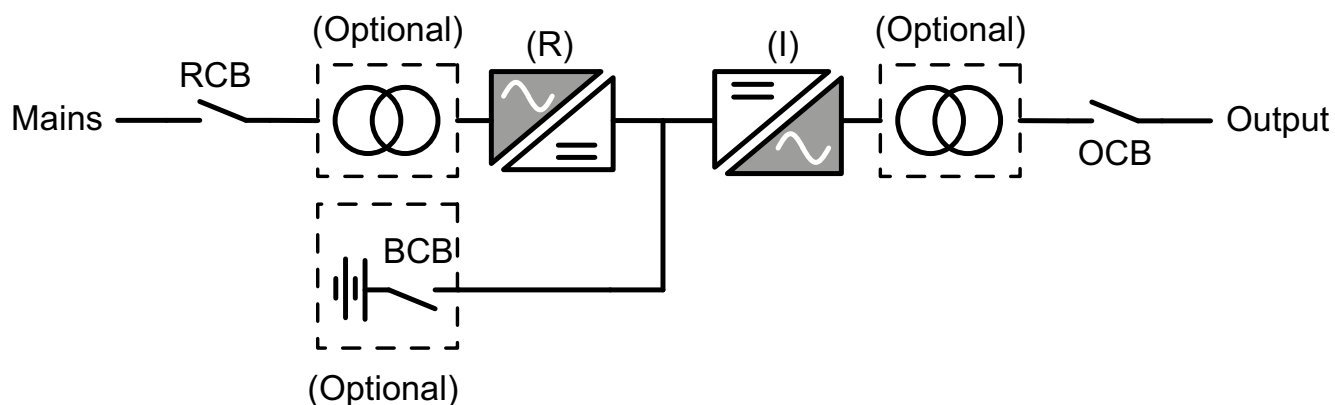 (Optional)
(R)
(I)
(Optional)
RCB
Mains
Output
OCB
BCB
(Optional)